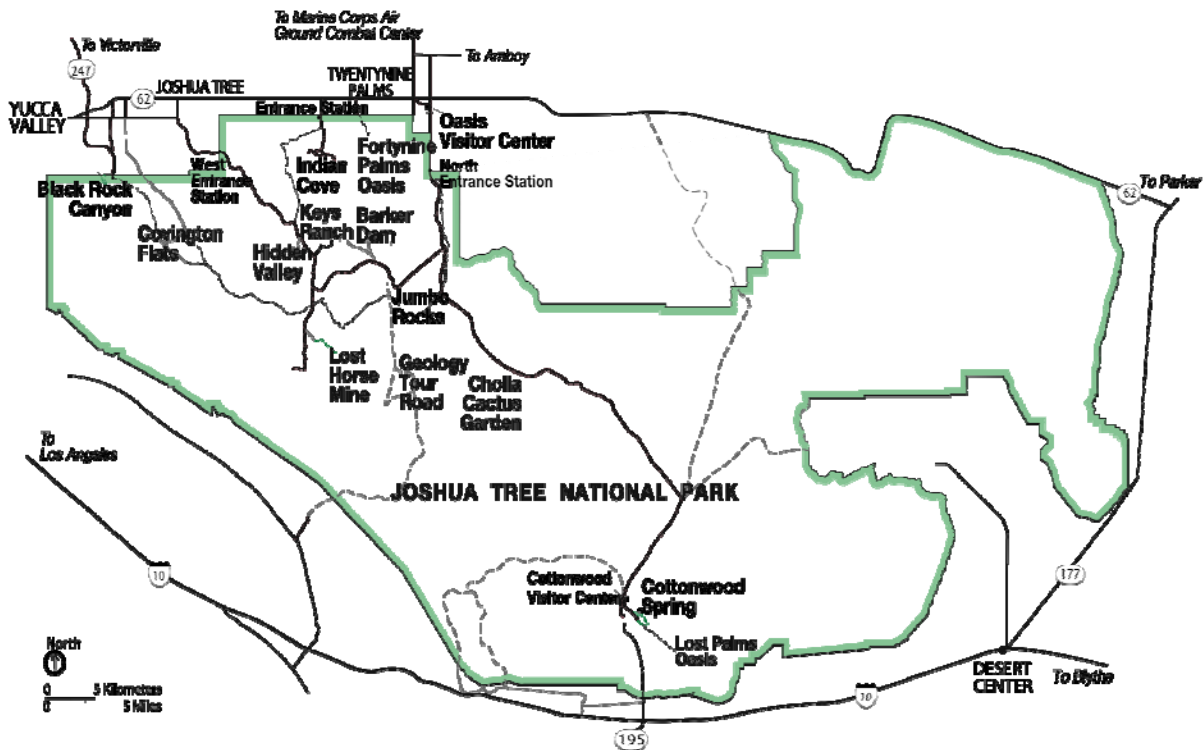 To Marine Corps Air
Ground Combat Center
To Victorville
To Amboy
247
JOSHUA TREE
TWENTYNINE
PALMS
62
YUCCA
VALLEY
Entrance Station
Oasis
Visitor Center
Fortynine
Palms
Oasis
Indian
Cove
West
Entrance
Station
North
Entrance Station
Black Rock
Canyon
To Parker
62
Keys
Ranch
Barker
Dam
Covington
Flats
Hidden
Valley
Jumbo
Rocks
Lost
Horse
Mine
Geology
Tour
Road
Cholla
Cactus
Garden
To
Los Angeles
JOSHUA TREE NATIONAL PARK
10
177
Cottonwood
Visitor Center
Cottonwood
Spring
Lost Palms
Oasis
North
0 5 Kilometers
0 5 Miles
DESERT
CENTER
To Blythe
10
195